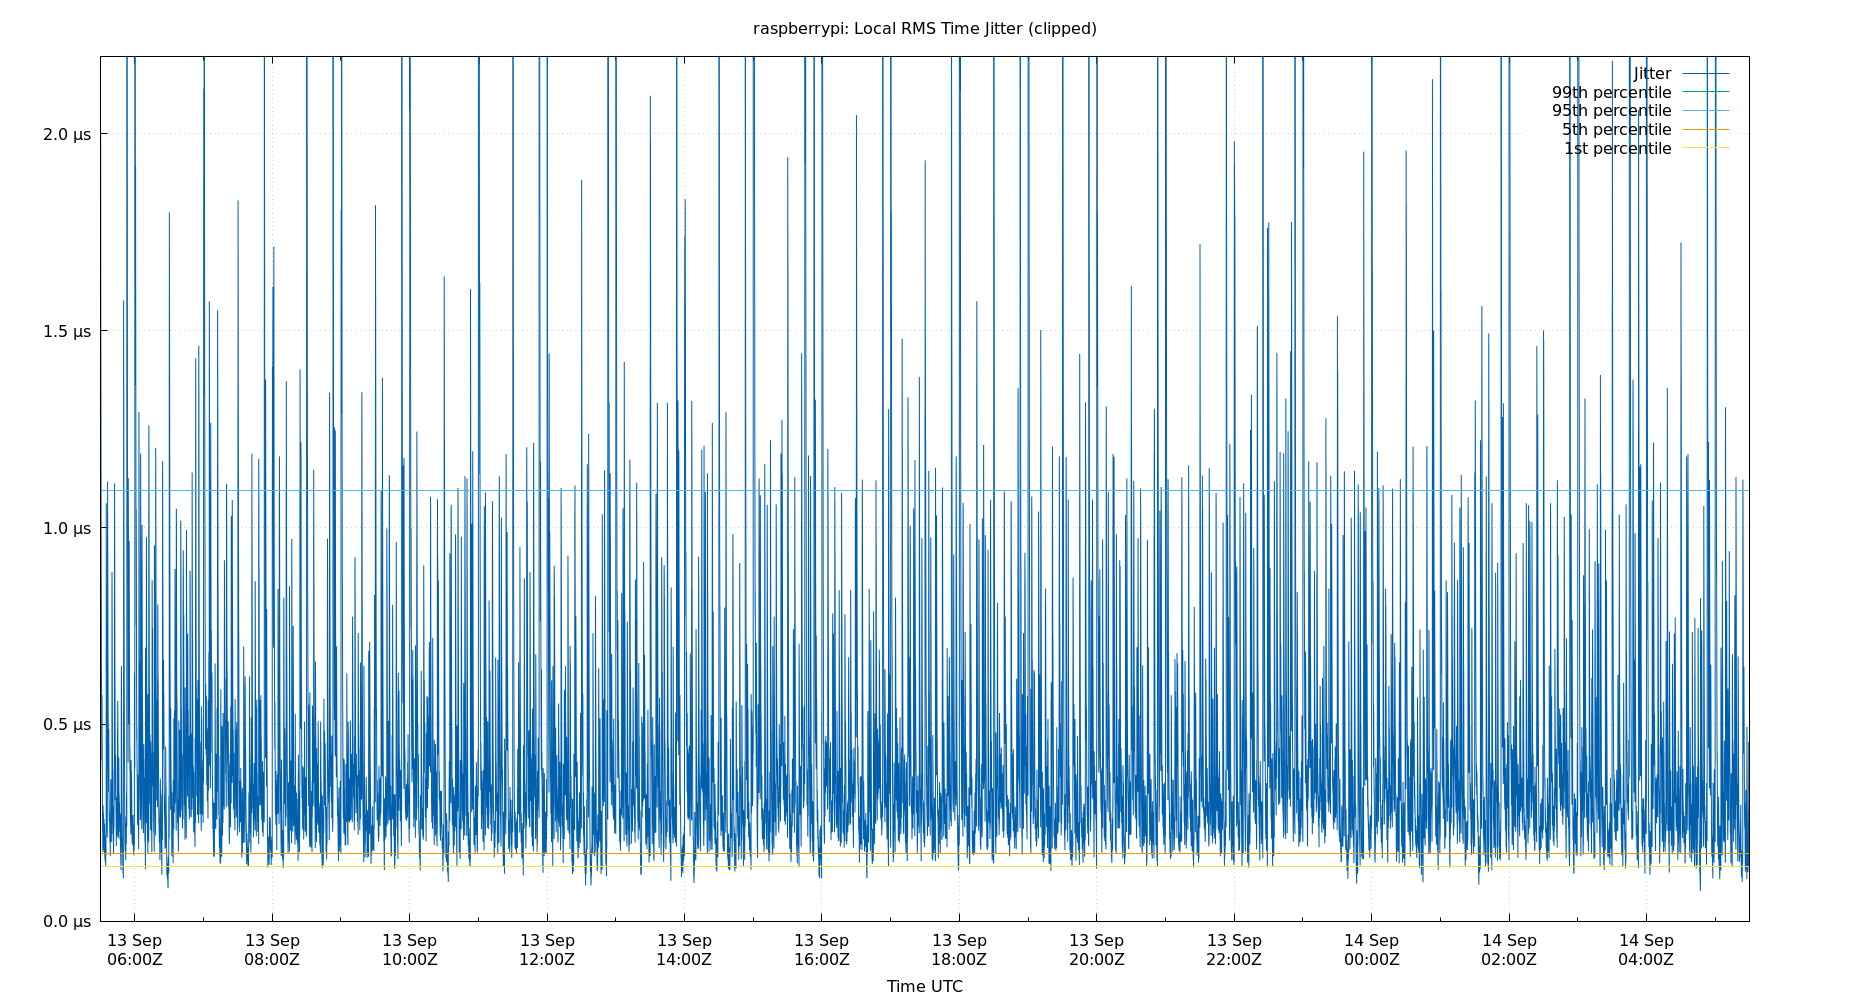 raspberrypi: Local RMS Time Jitter (clipped)
Jitter
99th percentile
95th percentile
5th percentile
1st percentile
2.0 μs
1.5 μs
1.0 μs
0.5 μs
0.0 μs
13 Sep 13 Sep 13 Sep 13 Sep 13 Sep 13 Sep 13 Sep 13 Sep 13 Sep 14 Sep 14 Sep 14 Sep
06:00Z 08:00Z 10:00Z 12:00Z 14:00Z 16:00Z 18:00Z 20:00Z 22:00Z 00:00Z 02:00Z 04:00Z
Time UTC